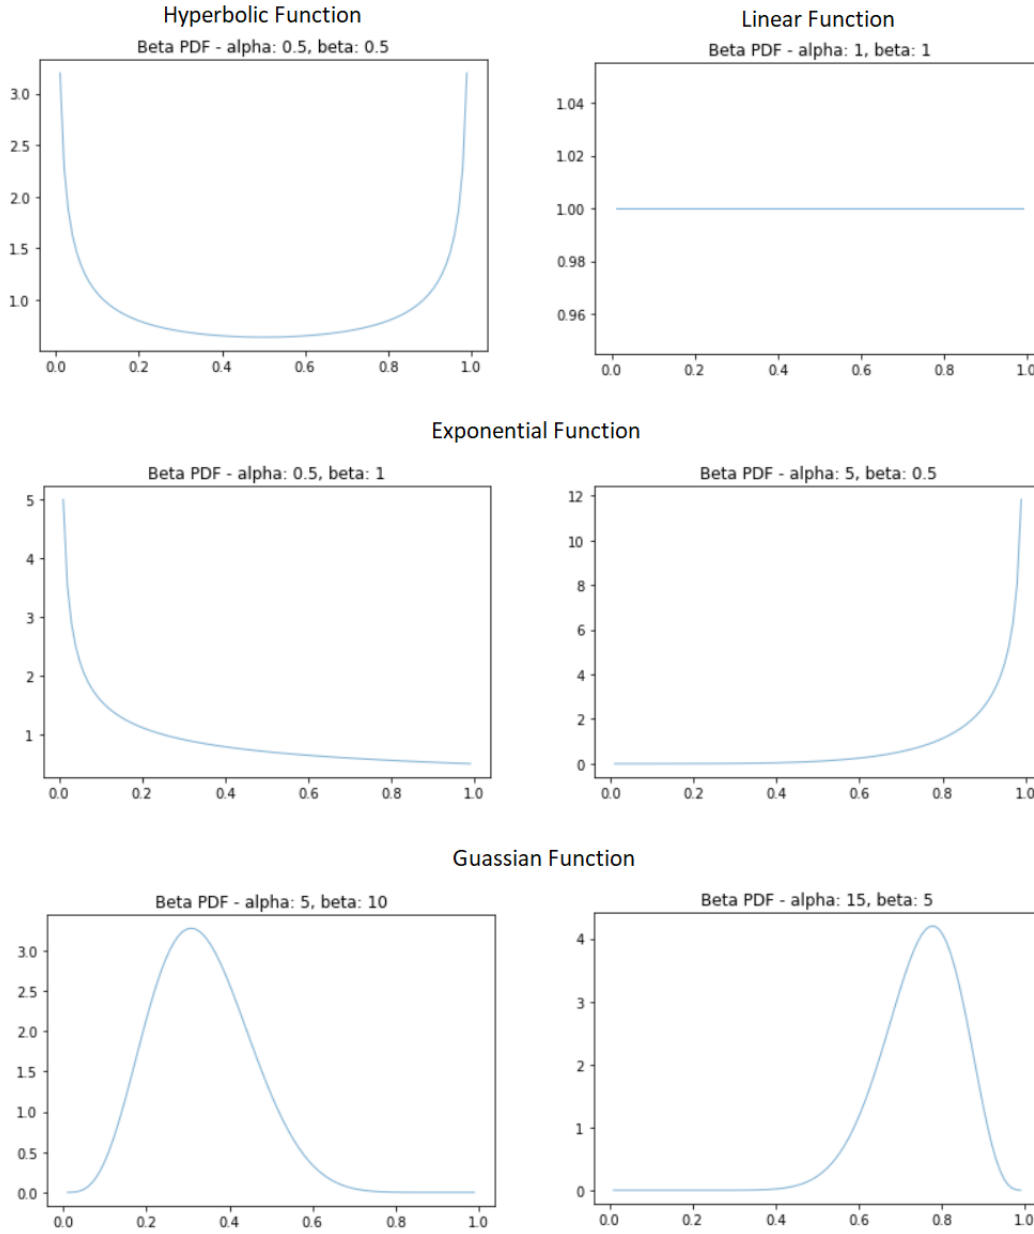 Hyperbolic Function
Beta PDF - alpha: 0.5, beta: 0.5
3.0
2.5
2.0
1.5
1.0
0.0 0.2 0.4 0.6 0.8 1.0
Linear Function
Beta PDF - alpha: 1, beta: 1
1.04
1.02
1.00
0.98
0.96
0.0 0.2 0.4 0.6 0.8 1.0
Exponential Function
Beta PDF - alpha: 0.5, beta: 1
5
4
3
2
1
0.0 0.2 0.4 0.6 0.8 1.0
Beta PDF - alpha: 5, beta: 0.5
12
10
8
6
4
2
0
0.0 0.2 0.4 0.6 0.8 1.0
Guassian Function
Beta PDF - alpha: 5, beta: 10
3.0
2.5
2.0
1.5
1.0
0.5
0.0
0.0 0.2 0.4 0.6 0.8 1.0
Beta PDF - alpha: 15, beta: 5
4
3
2
1
0
0.0 0.2 0.4 0.6 0.8 1.0